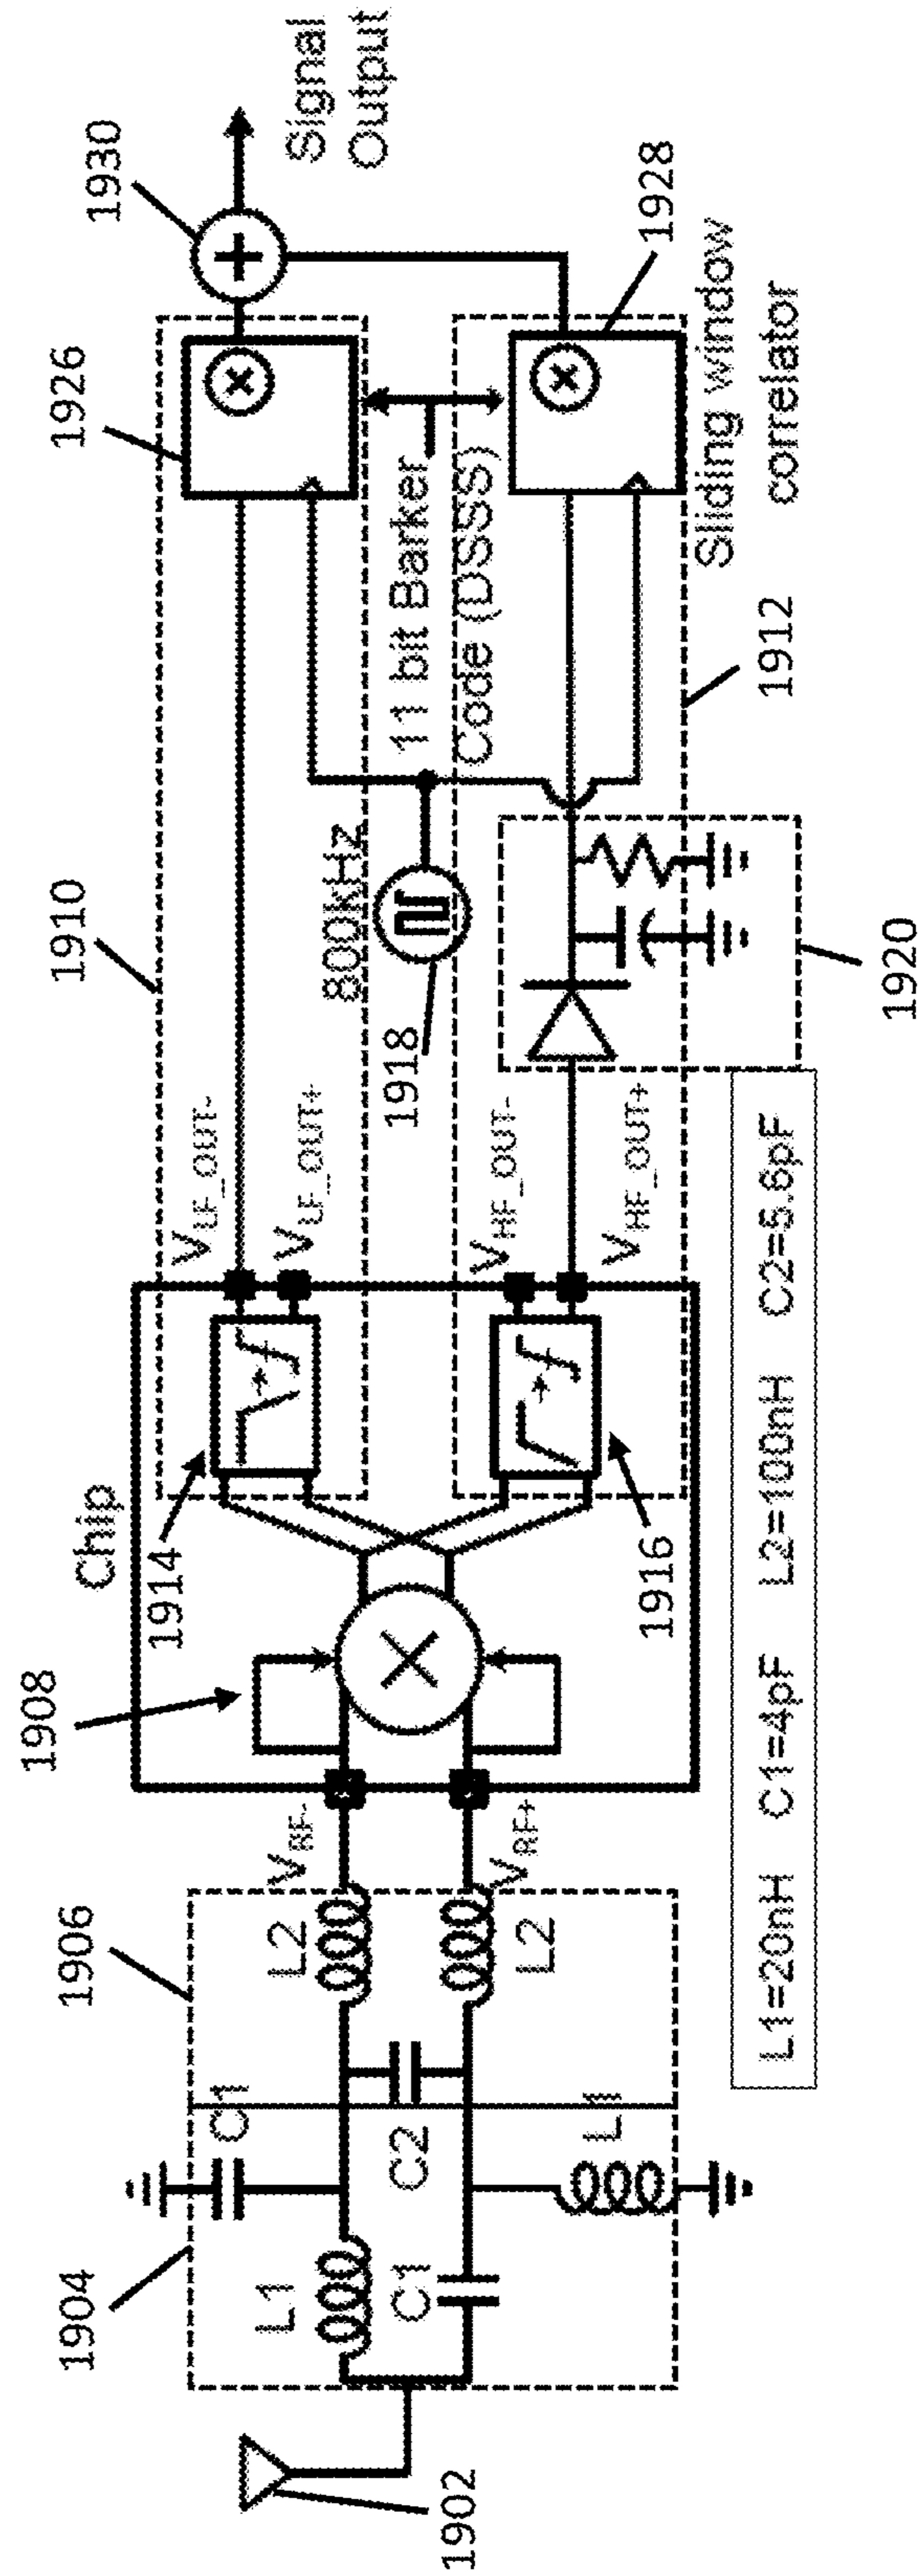 1902
1904
1906
1908
1910
1912
1914
1916
1918
1920
1926
1928
1930
L1
C1
C1
L1
C2
L2
L2
V_RF-
V_RF+
Chip
V_LF_OUT-
V_LF_OUT+
V_HF_OUT-
V_HF_OUT+
800kHz
11 bit Barker
Code (DSSS)
Sliding window
correlator
Signal
Output
L1=20nH C1=4pF L2=100nH C2=5.6pF